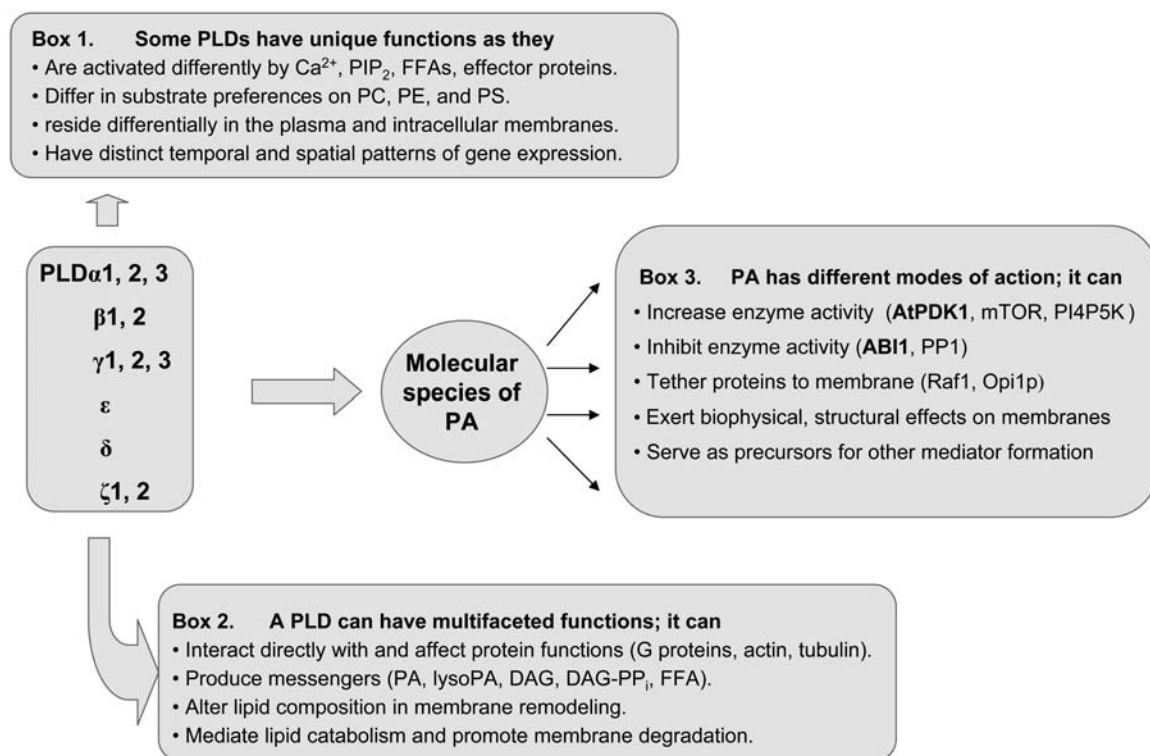 Box 1. Some PLDs have unique functions as they
• Are activated differently by Ca²⁺, PIP₂, FFAs, effector proteins.
• Differ in substrate preferences on PC, PE, and PS.
• reside differentially in the plasma and intracellular membranes.
• Have distinct temporal and spatial patterns of gene expression.
PLDα1, 2, 3
β1, 2
γ1, 2, 3
ε
δ
ζ1, 2
Molecular
species of
PA
Box 3. PA has different modes of action; it can
• Increase enzyme activity (AtPDK1, mTOR, PI4P5K)
• Inhibit enzyme activity (ABI1, PP1)
• Tether proteins to membrane (Raf1, Opi1p)
• Exert biophysical, structural effects on membranes
• Serve as precursors for other mediator formation
Box 2. A PLD can have multifaceted functions; it can
• Interact directly with and affect protein functions (G proteins, actin, tubulin).
• Produce messengers (PA, lysoPA, DAG, DAG-PPᵢ, FFA).
• Alter lipid composition in membrane remodeling.
• Mediate lipid catabolism and promote membrane degradation.